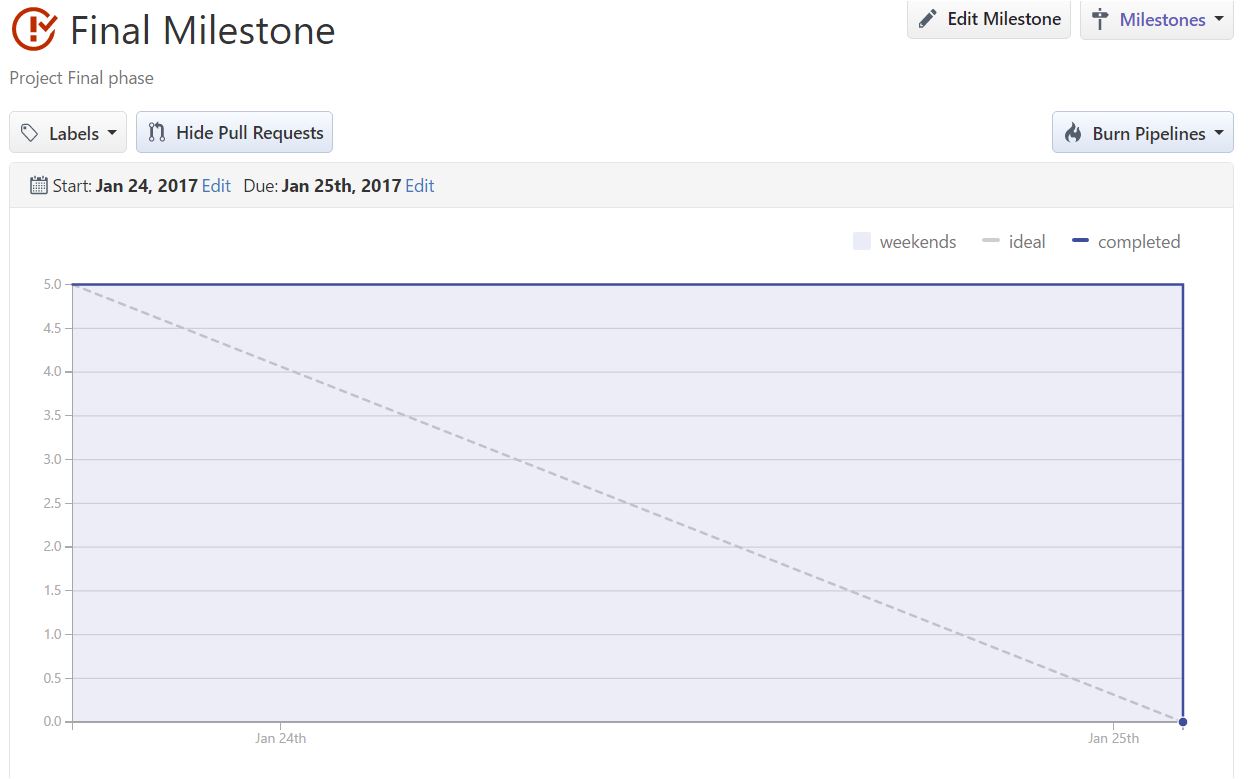 Final Milestone
Edit Milestone
Milestones
Project Final phase
Labels
Hide Pull Requests
Burn Pipelines
Start: Jan 24, 2017 Edit Due: Jan 25th, 2017 Edit
weekends ideal completed
5.0
4.5
4.0
3.5
3.0
2.5
2.0
1.5
1.0
0.5
0.0
Jan 24th Jan 25th